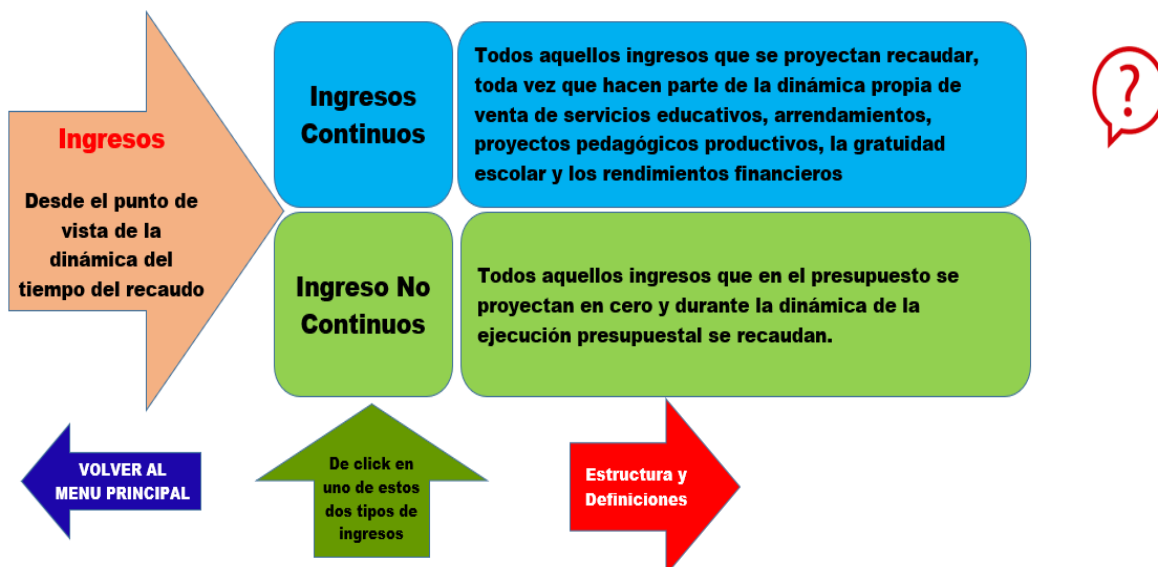 Ingresos
Desde el punto de
vista de la
dinámica del
tiempo del recaudo
Ingresos
Continuos
Todos aquellos ingresos que se proyectan recaudar,
toda vez que hacen parte de la dinámica propia de
venta de servicios educativos, arrendamientos,
proyectos pedagógicos productivos, la gratuidad
escolar y los rendimientos financieros
?
Ingreso No
Continuos
Todos aquellos ingresos que en el presupuesto se
proyectan en cero y durante la dinámica de la
ejecución presupuestal se recaudan.
VOLVER AL
MENU PRINCIPAL
De click en
uno de estos
dos tipos de
ingresos
Estructura y
Definiciones